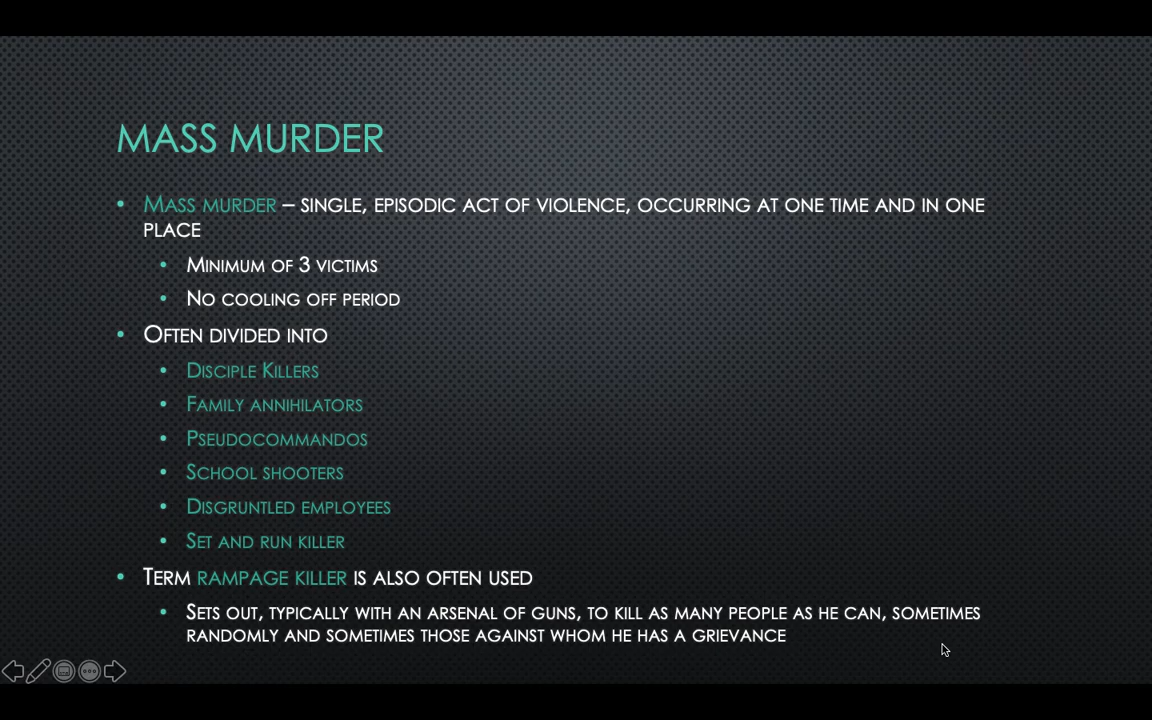 MASS MURDER
• MASS MURDER – SINGLE, EPISODIC ACT OF VIOLENCE, OCCURRING AT ONE TIME AND IN ONE
PLACE
• MINIMUM OF 3 VICTIMS
• NO COOLING OFF PERIOD
• OFTEN DIVIDED INTO
• DISCIPLE KILLERS
• FAMILY ANNIHILATORS
• PSEUDOCOMMANDOS
• SCHOOL SHOOTERS
• DISGRUNTLED EMPLOYEES
• SET AND RUN KILLER
• TERM RAMPAGE KILLER IS ALSO OFTEN USED
• SETS OUT, TYPICALLY WITH AN ARSENAL OF GUNS, TO KILL AS MANY PEOPLE AS HE CAN, SOMETIMES
RANDOMLY AND SOMETIMES THOSE AGAINST WHOM HE HAS A GRIEVANCE